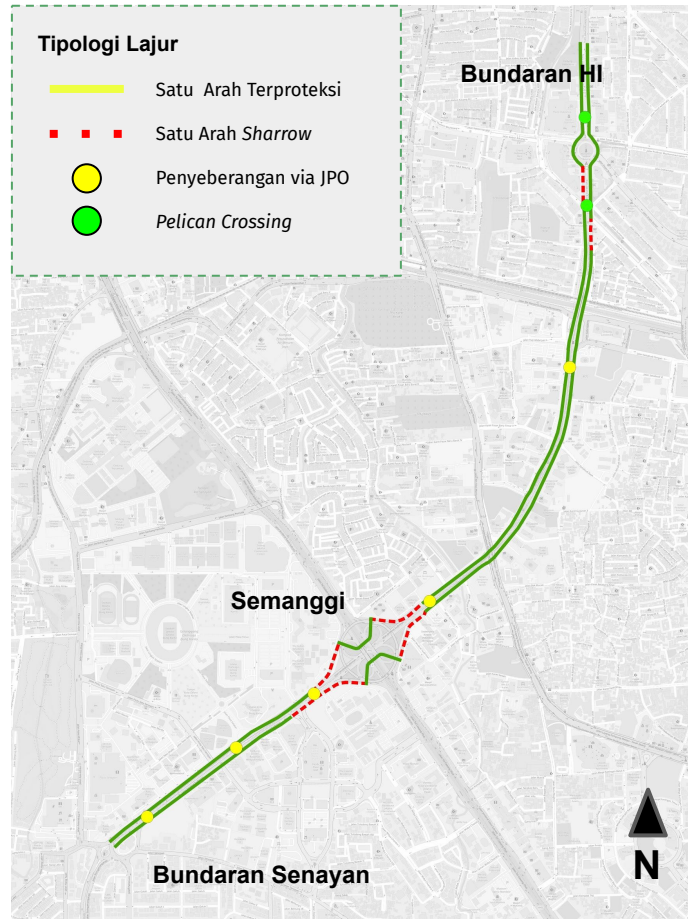 Tipologi Lajur
Satu Arah Terproteksi
Satu Arah Sharrow
Penyeberangan via JPO
Pelican Crossing
Bundaran HI
Semanggi
Bundaran Senayan
N